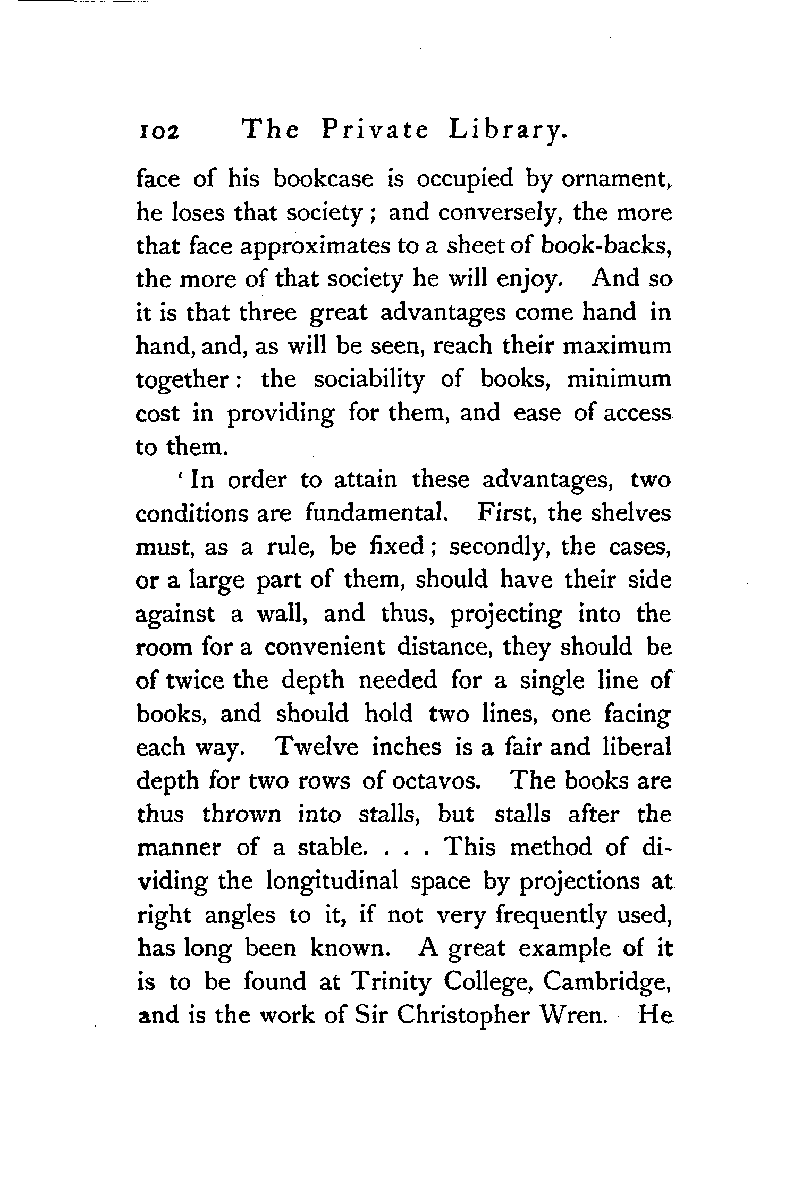 102 The Private Library.
face of his bookcase is occupied by ornament,
he loses that society ; and conversely, the more
that face approximates to a sheet of book-backs,
the more of that society he will enjoy. And so
it is that three great advantages come hand in
hand, and, as will be seen, reach their maximum
together : the sociability of books, minimum
cost in providing for them, and ease of access
to them.
‘ In order to attain these advantages, two
conditions are fundamental. First, the shelves
must, as a rule, be fixed ; secondly, the cases,
or a large part of them, should have their side
against a wall, and thus, projecting into the
room for a convenient distance, they should be
of twice the depth needed for a single line of
books, and should hold two lines, one facing
each way. Twelve inches is a fair and liberal
depth for two rows of octavos. The books are
thus thrown into stalls, but stalls after the
manner of a stable. . . . This method of di-
viding the longitudinal space by projections at
right angles to it, if not very frequently used,
has long been known. A great example of it
is to be found at Trinity College, Cambridge,
and is the work of Sir Christopher Wren. He